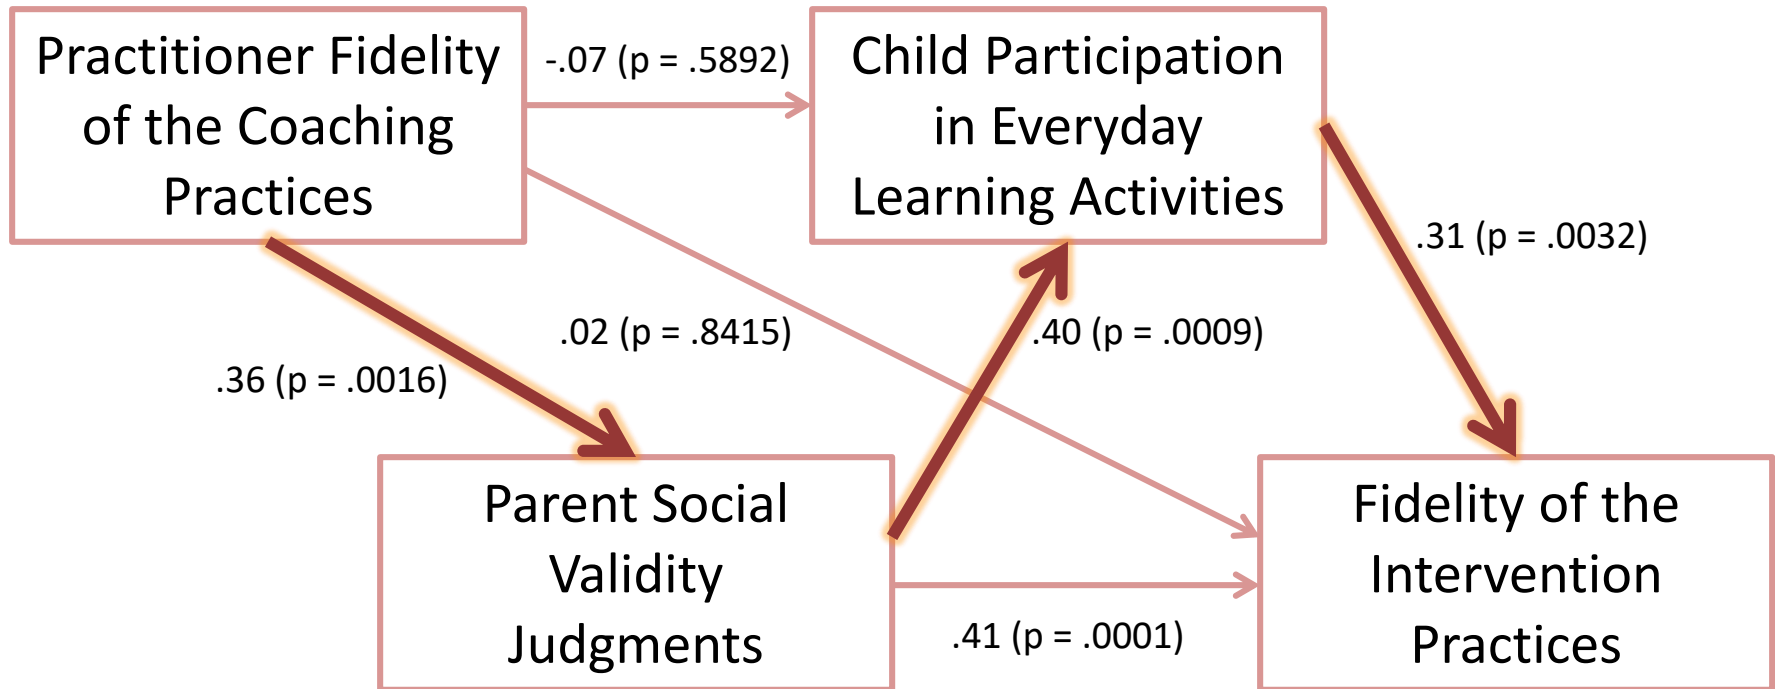 Practitioner Fidelity
of the Coaching
Practices
-.07 (p = .5892)
Child Participation
in Everyday
Learning Activities
.31 (p = .0032)
.02 (p = .8415)
.40 (p = .0009)
.36 (p = .0016)
Parent Social
Validity
Judgments
.41 (p = .0001)
Fidelity of the
Intervention
Practices